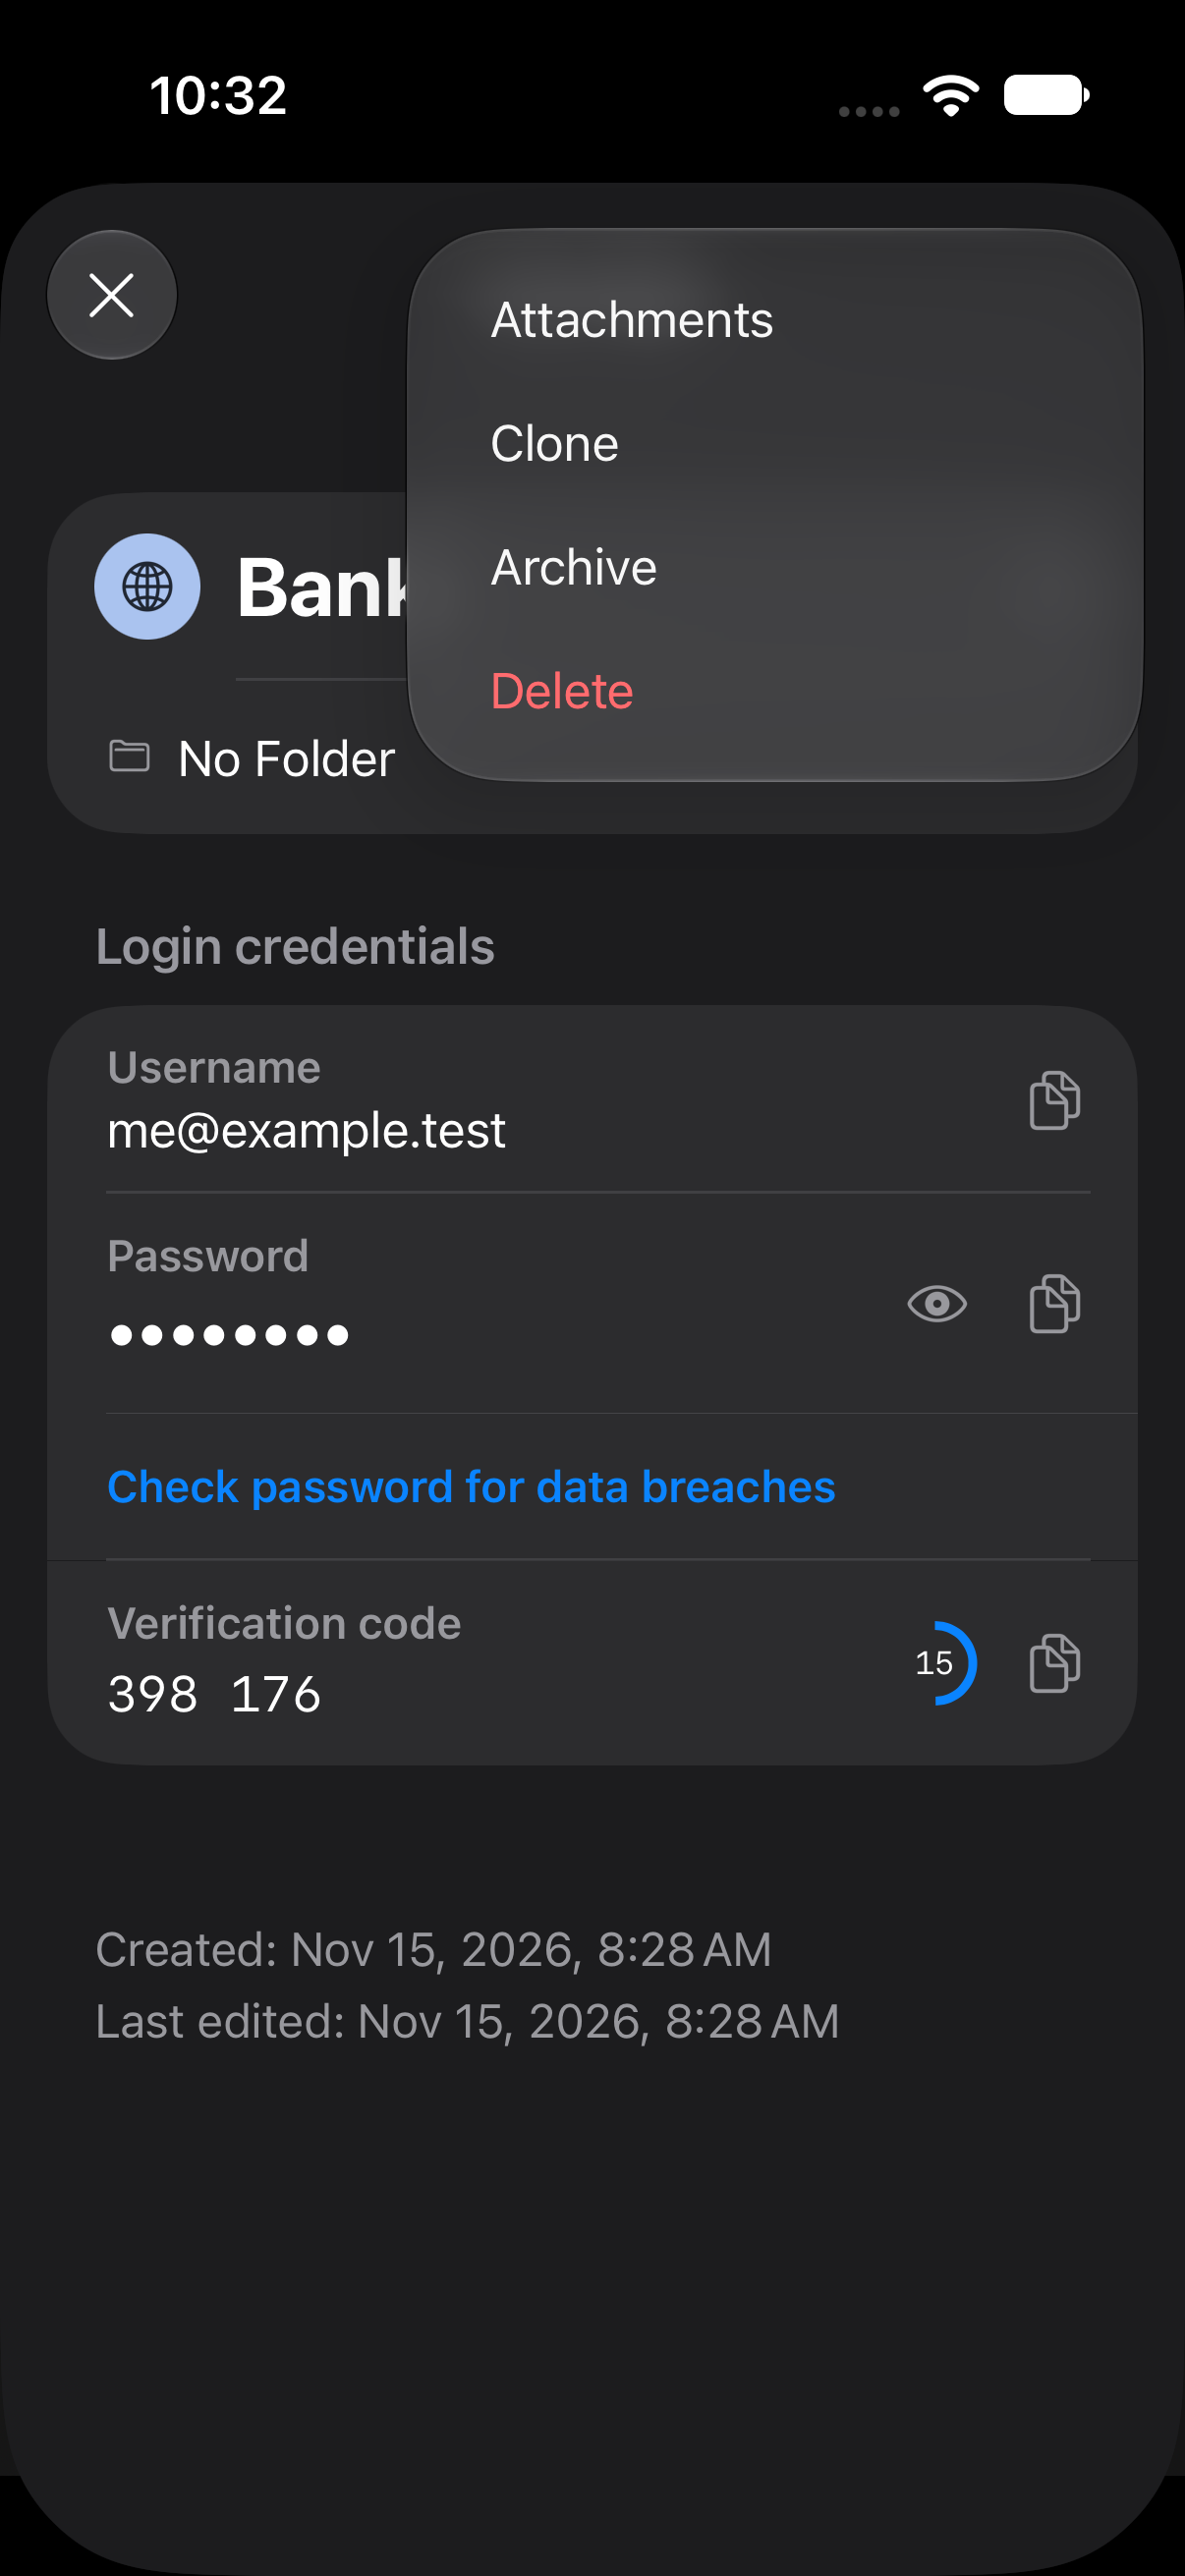 10:32
Attachments
Clone
Archive
Delete
Bank
No Folder
Login credentials
Username
me@example.test
Password
••••••••
Check password for data breaches
Verification code
398 176
15
Created: Nov 15, 2026, 8:28 AM
Last edited: Nov 15, 2026, 8:28 AM